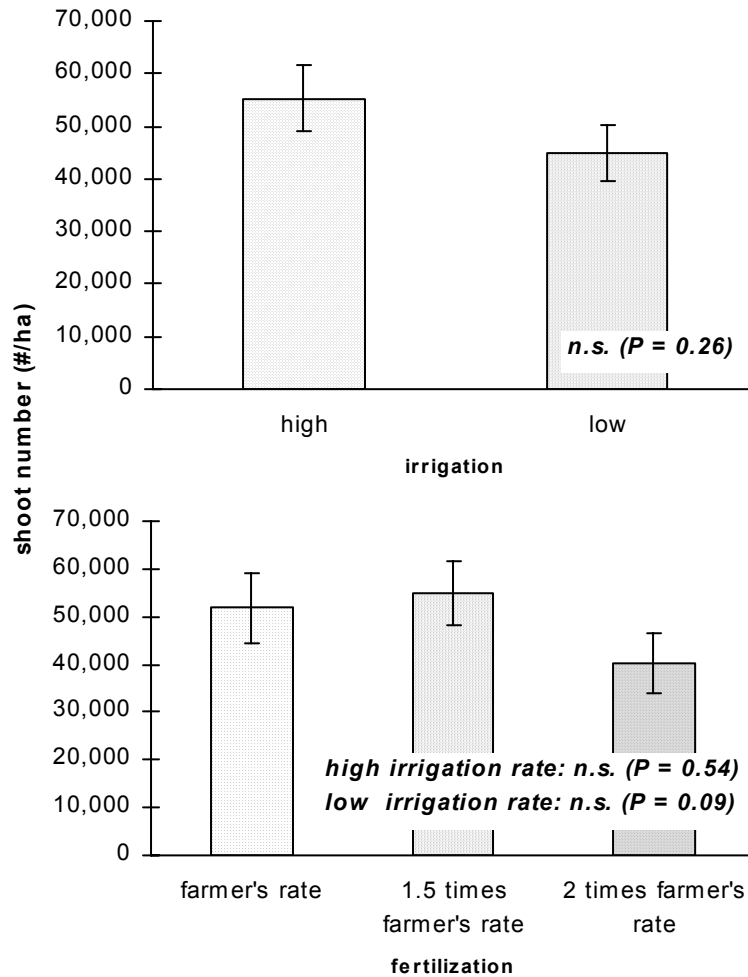 shoot number (#/ha)
70,000
60,000
50,000
40,000
30,000
20,000
10,000
0
n.s. (P = 0.26)
high
low
irrigation
70,000
60,000
50,000
40,000
30,000
20,000
10,000
0
high irrigation rate: n.s. (P = 0.54)
low irrigation rate: n.s. (P = 0.09)
farmer's rate
1.5 times
farmer's rate
2 times farmer's
rate
fertilization